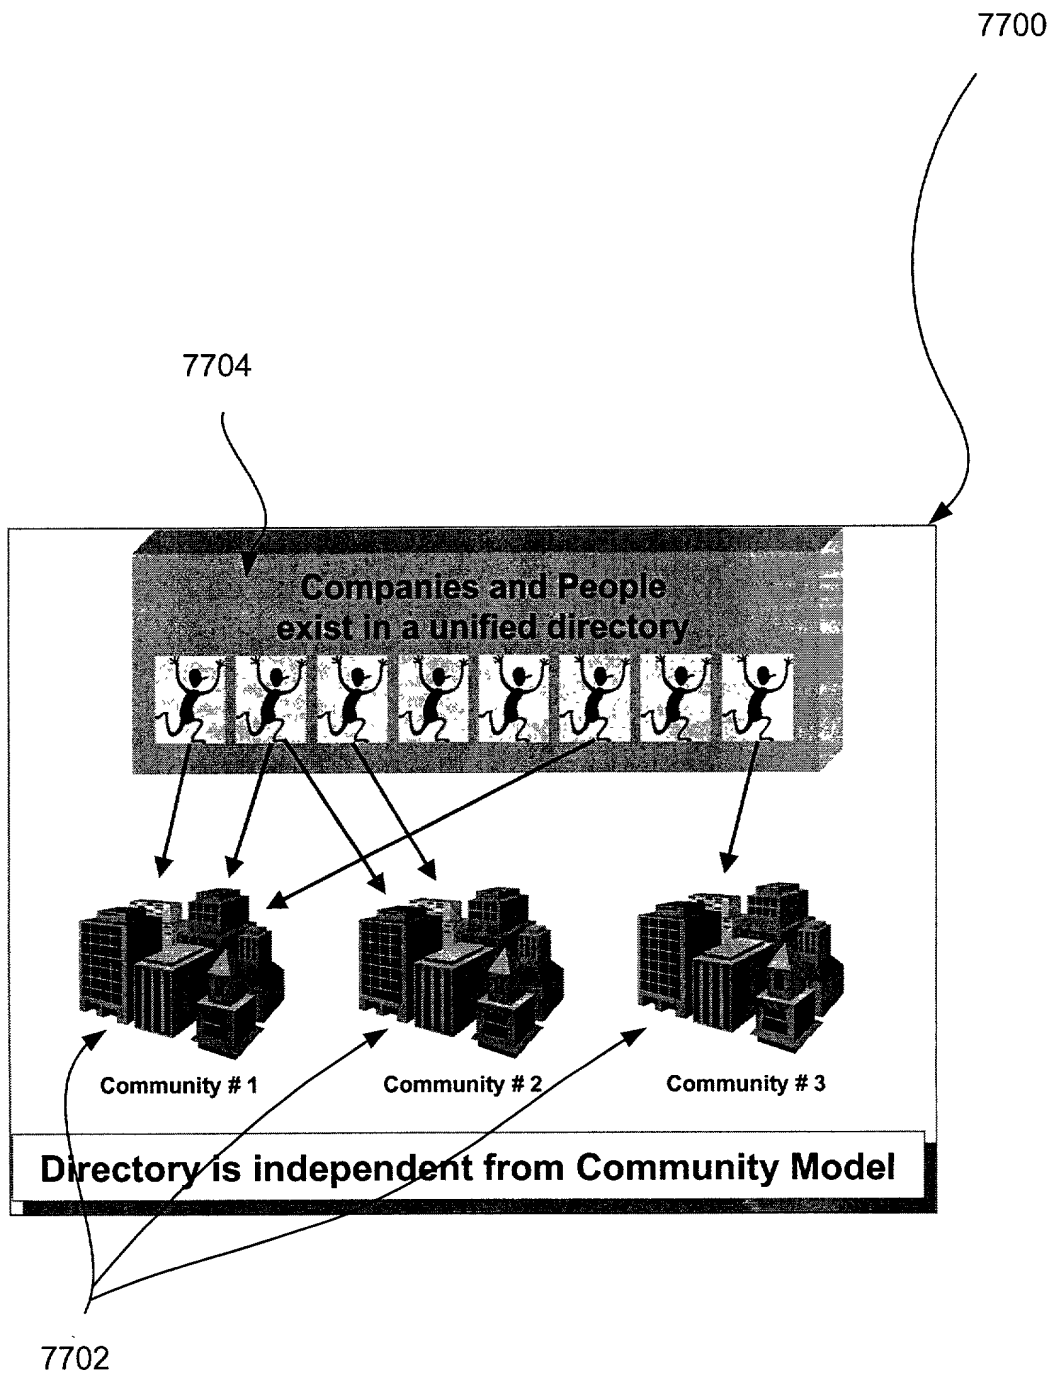 7700
7704
Companies and People
exist in a unified directory
Community # 1
Community # 2
Community # 3
Directory is independent from Community Model
7702